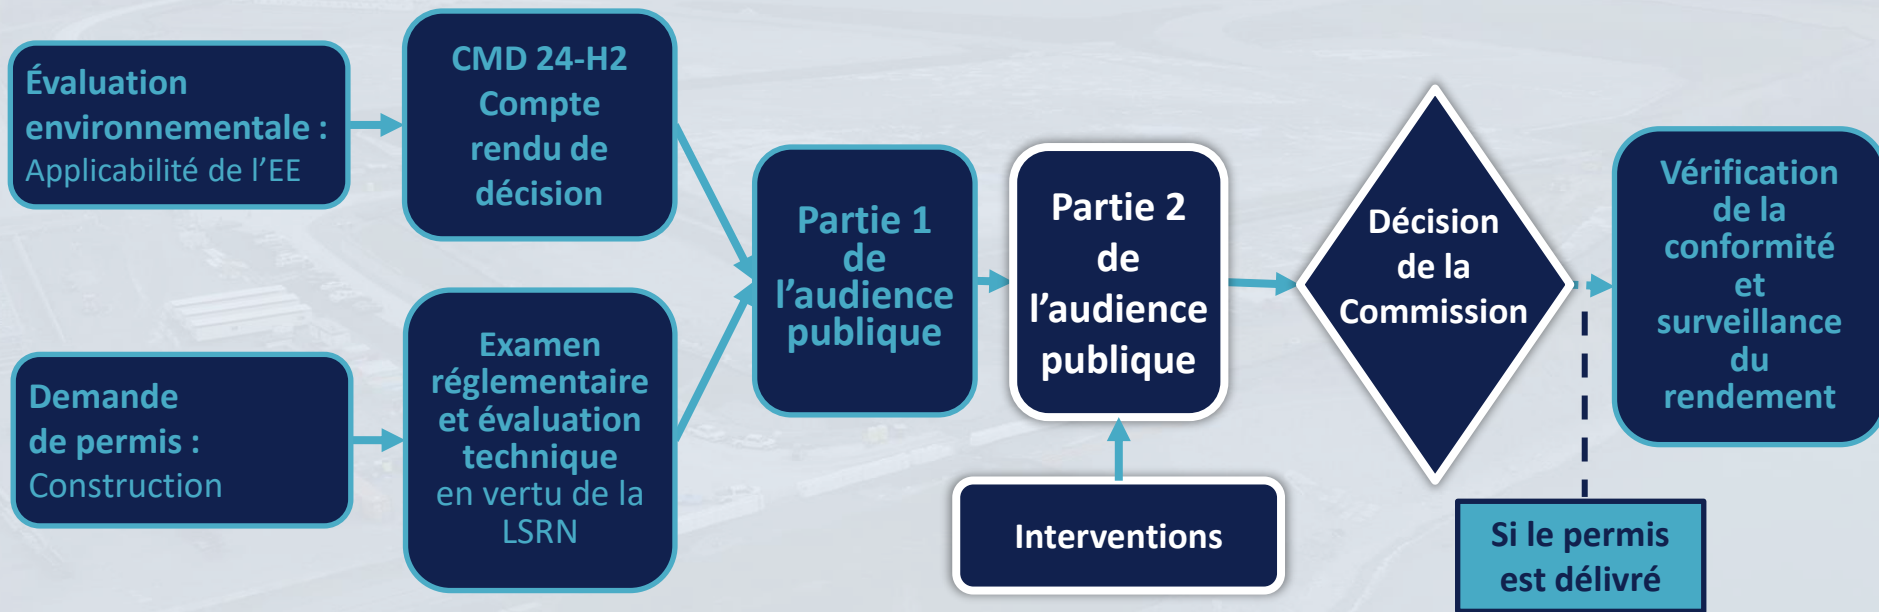 Évaluation
environnementale :
Applicabilité de l’EE
CMD 24-H2
Compte
rendu de
décision
Demande
de permis :
Construction
Examen
réglementaire
et évaluation
technique
en vertu de la
LSRN
Partie 1
de
l’audience
publique
Partie 2
de
l’audience
publique
Interventions
Décision
de la
Commission
Si le permis
est délivré
Vérification
de la
conformité
et
surveillance
du
rendement